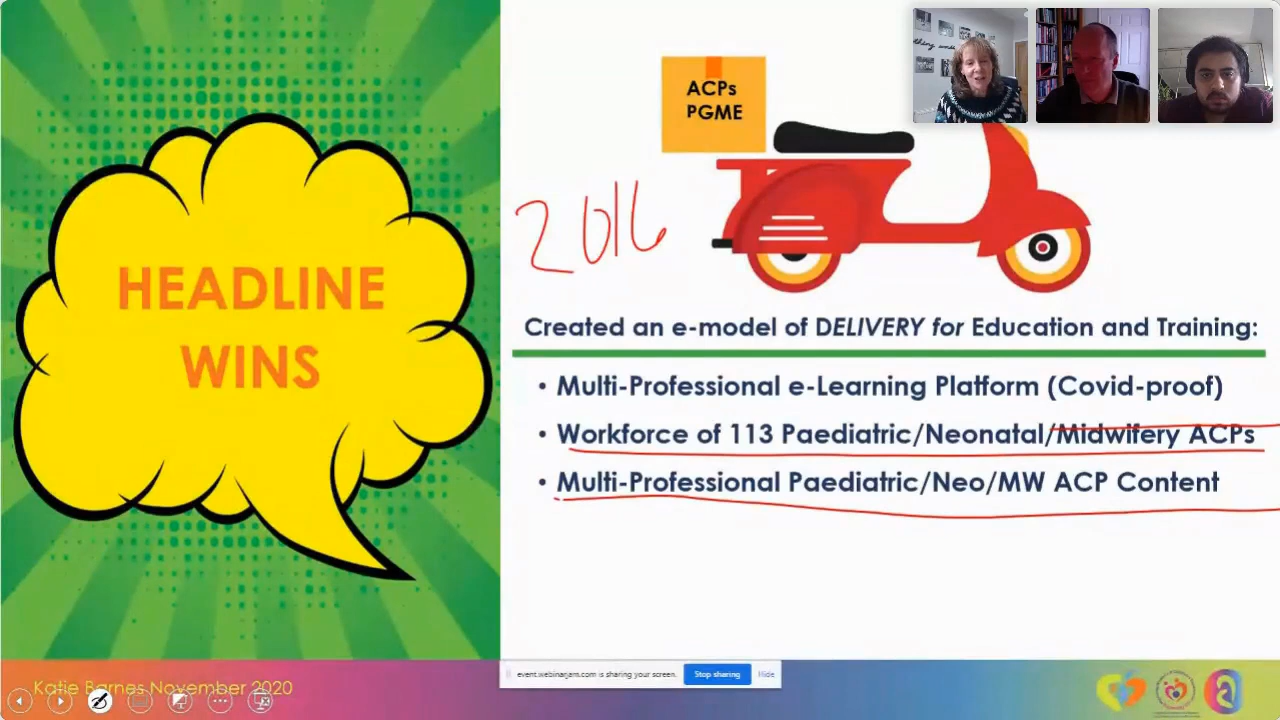 ACPs
PGME
2016
HEADLINE
WINS
Created an e-model of DELIVERY for Education and Training:
• Multi-Professional e-Learning Platform (Covid-proof)
• Workforce of 113 Paediatric/Neonatal/Midwifery ACPs
• Multi-Professional Paediatric/Neo/MW ACP Content
event.webinarjam.com is sharing your screen.
Stop sharing
Hide
Katie Barnes November 2020